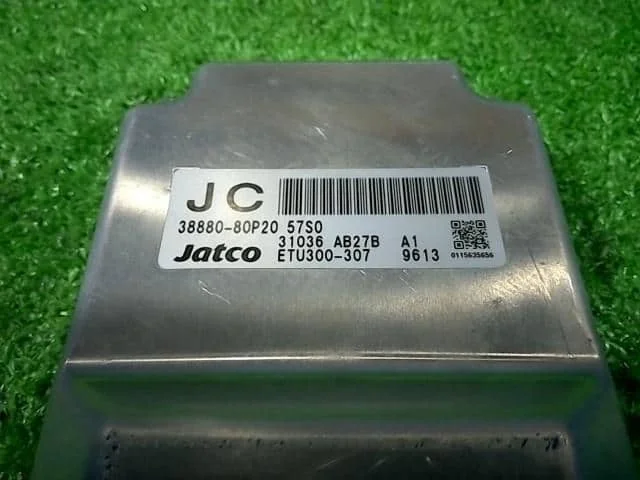 JC
38880-80P20 57S0
31036 AB27B A1
Jatco ETU300-307 9613
0115635656